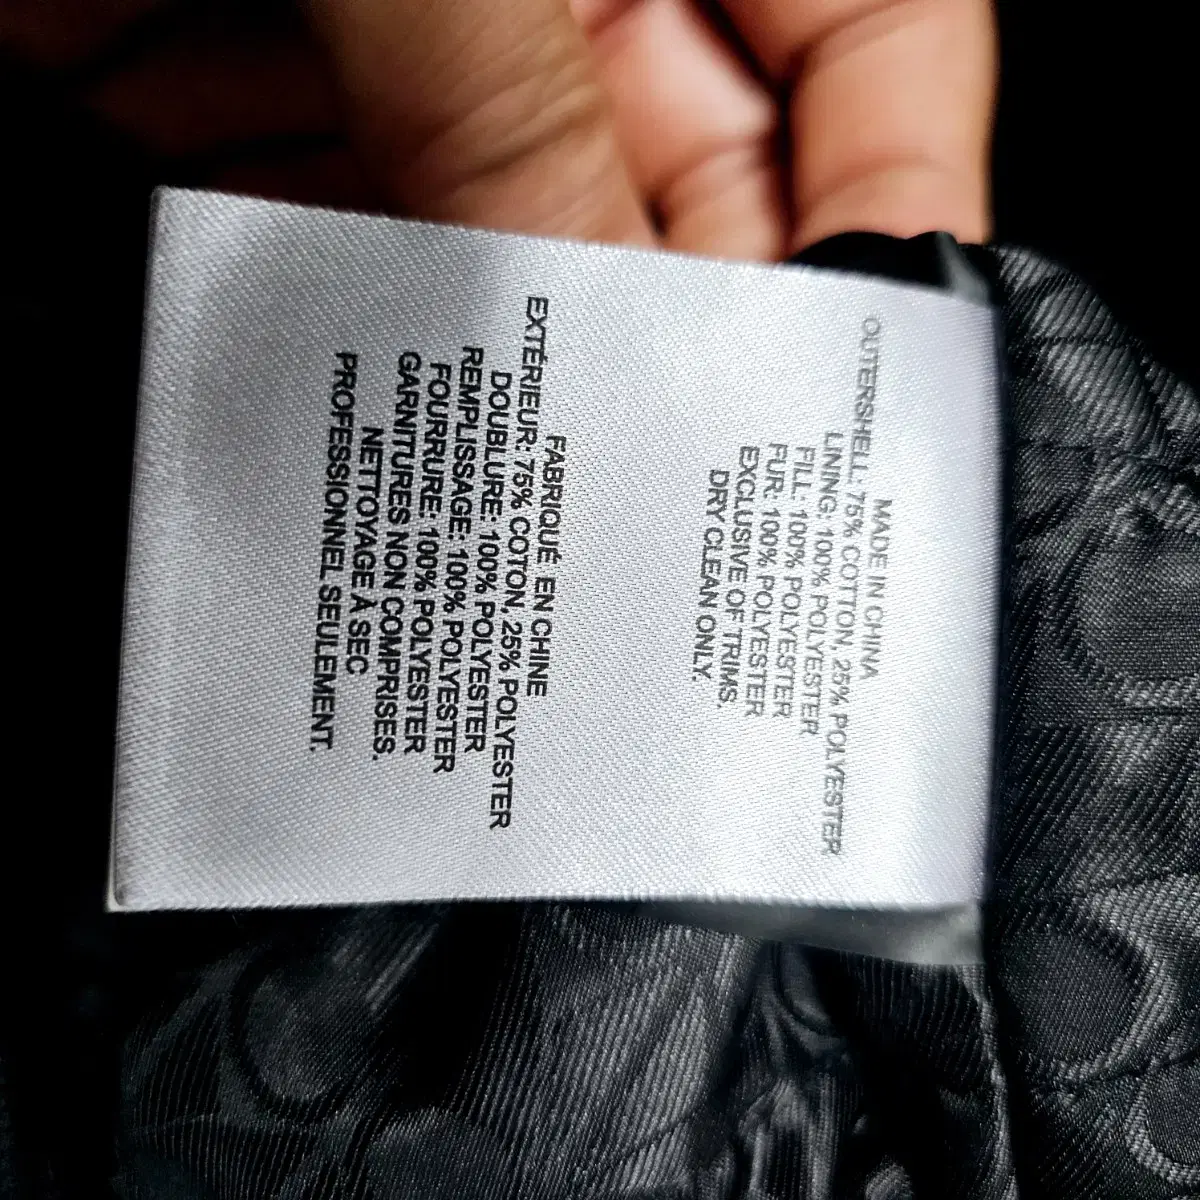 MADE IN CHINA
OUTERSHELL: 75% COTTON, 25% POLYESTER
LINING: 100% POLYESTER
FILL: 100% POLYESTER
FUR: 100% POLYESTER
EXCLUSIVE OF TRIMS.
DRY CLEAN ONLY.
FABRIQUÉ EN CHINE
EXTÉRIEUR: 75% COTON, 25% POLYESTER
DOUBLURE: 100% POLYESTER
REMPLISSAGE: 100% POLYESTER
FOURRURE: 100% POLYESTER
GARNITURES NON COMPRISES.
NETTOYAGE À SEC
PROFESSIONNEL SEULEMENT.